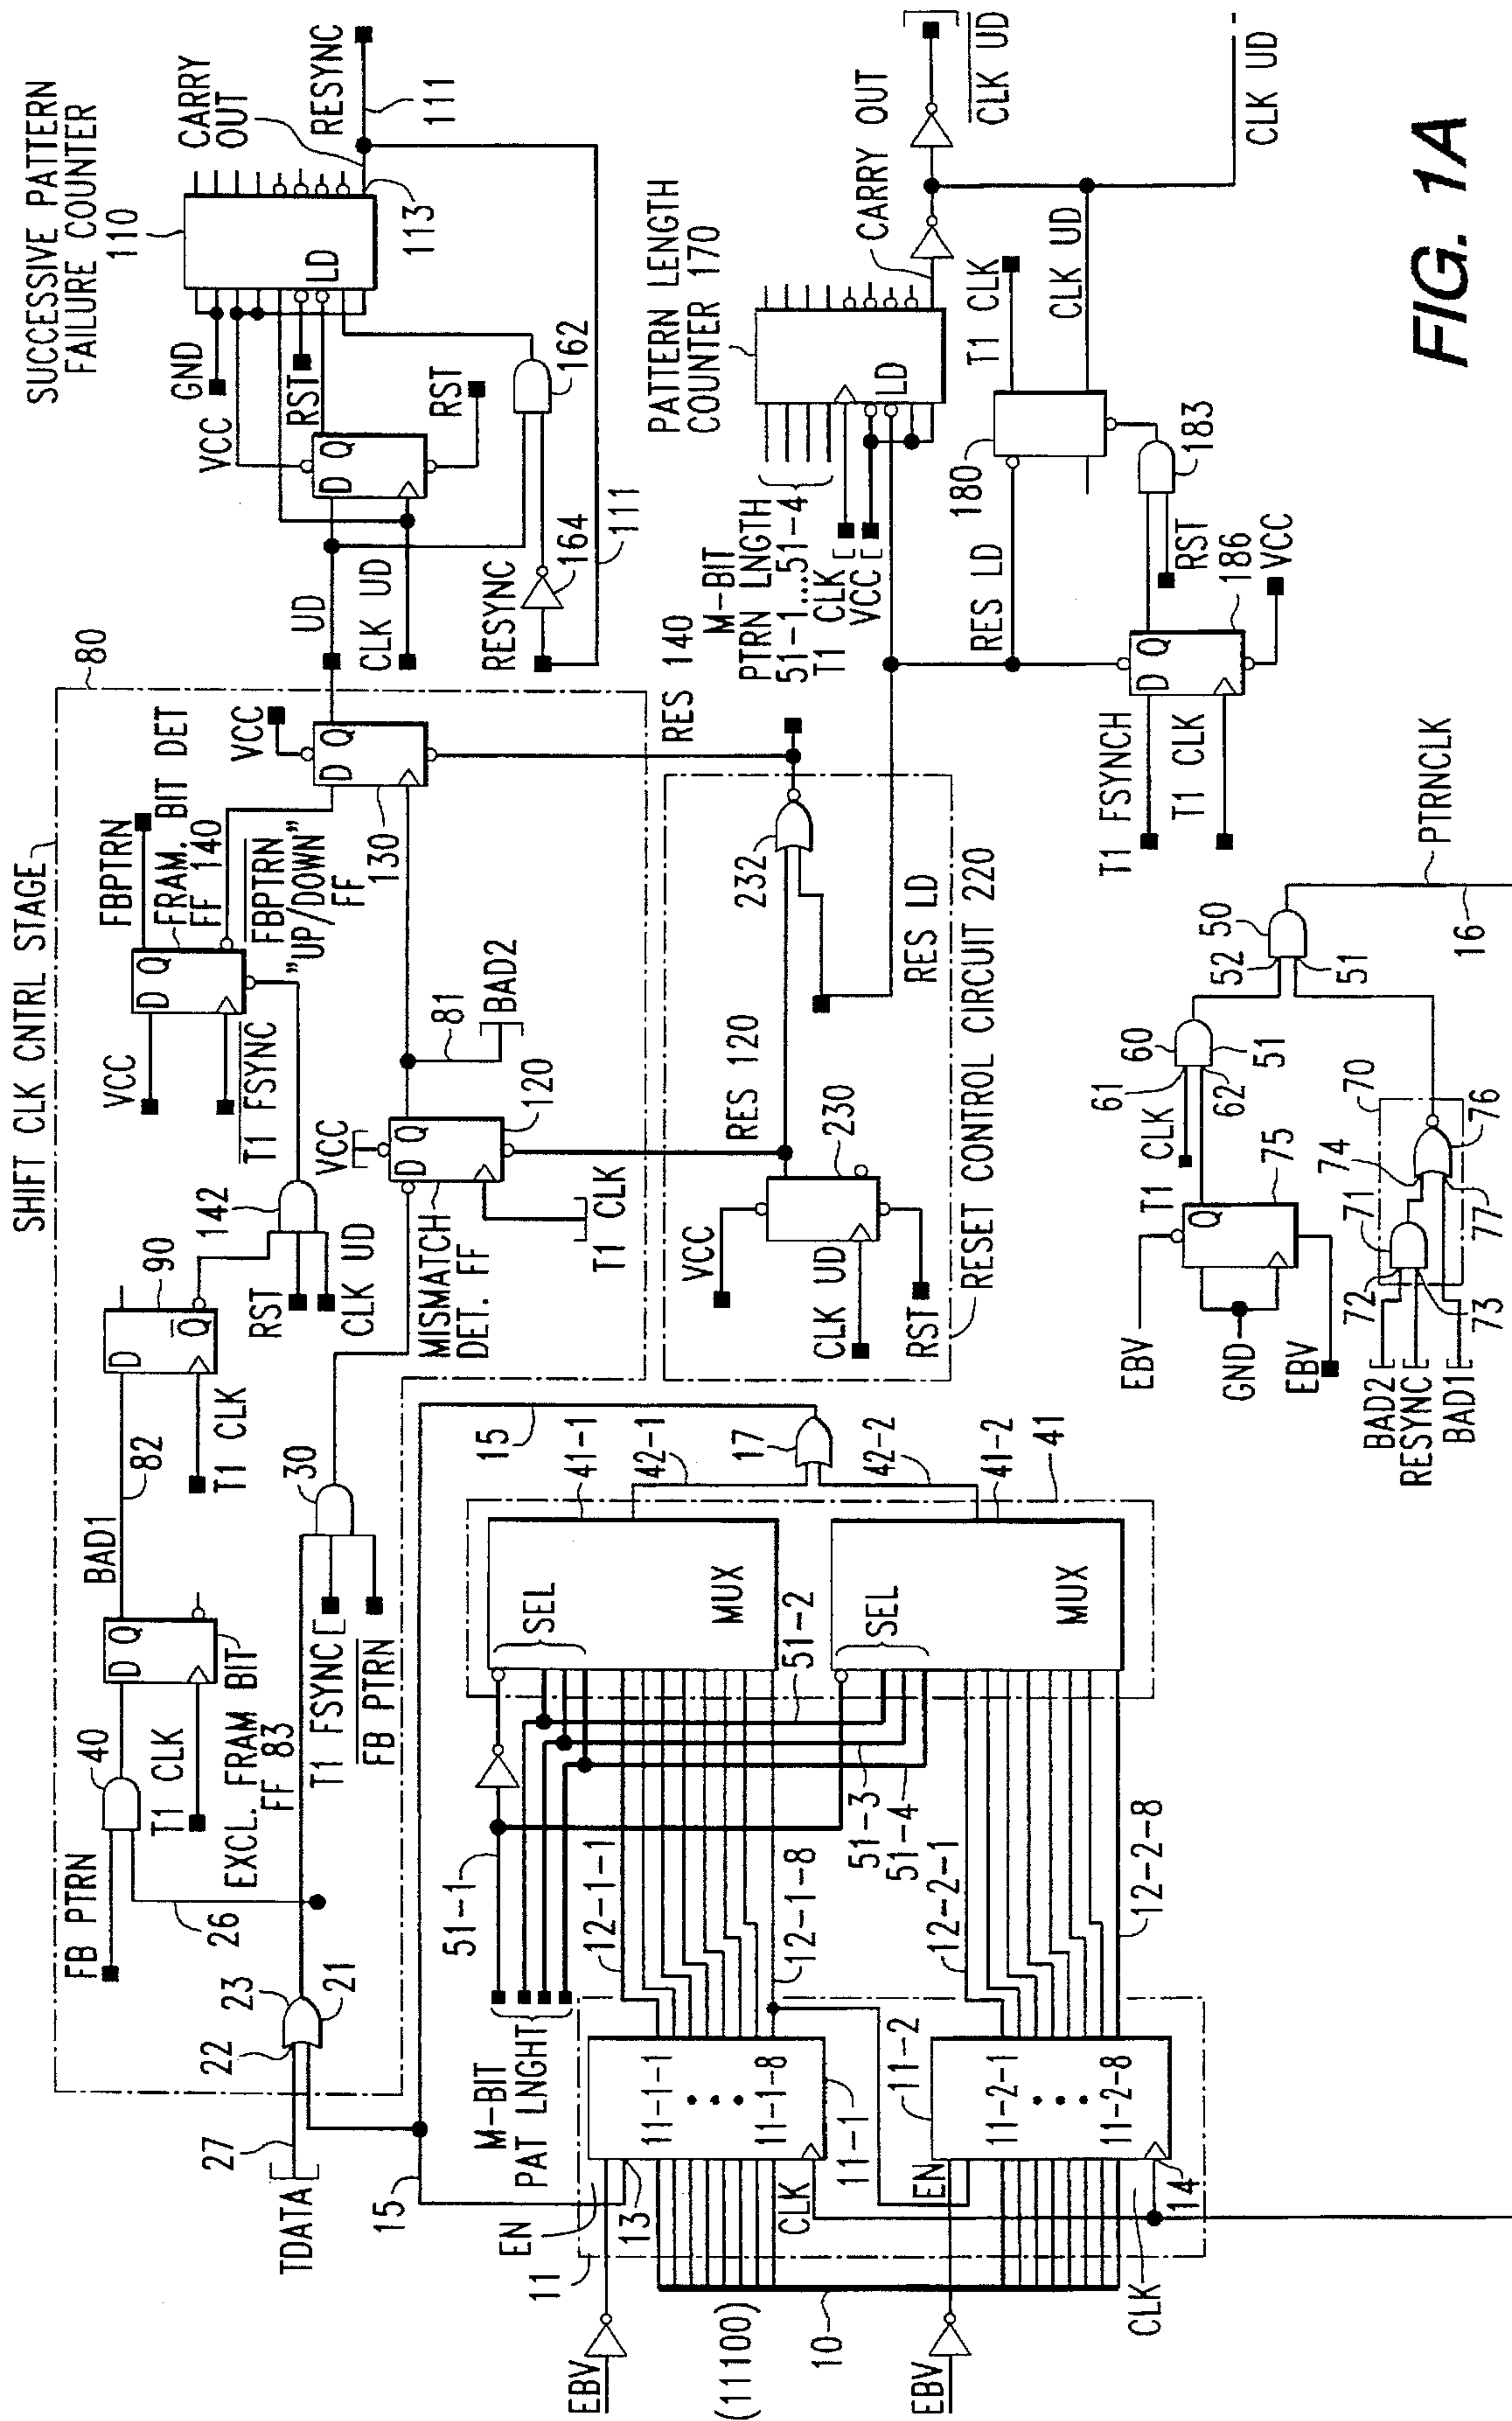 SHIFT CLK CNTRL STAGE
80
SUCCESSIVE PATTERN
FAILURE COUNTER
110
CARRY
OUT
RESYNC
111
113
GND
VCC
RST
LD
D Q
RST
162
164
111
RESYNC
UD
CLK UD
VCC
D Q
130
FBPTRN
FRAM. BIT DET
FF 140
FBPTRN
"UP/DOWN"
FF
D Q
VCC
T1 FSYNC
142
RST
CLK UD
90
D
Q
T1 CLK
82
BAD1
D Q
T1 CLK
EXCL. FRAM BIT
FF 83
40
FB PTRN
26
30
T1 FSYNC
FB PTRN
23
22
21
27
TDATA
15
VCC
D Q
120
MISMATCH
DET. FF
T1 CLK
81
BAD2
RES 140
232
RES LD
RES 120
230
VCC
CLK UD
RST
RESET CONTROL CIRCUIT 220
PATTERN LENGTH
COUNTER 170
CARRY OUT
CLK UD
CLK UD
LD
M-BIT
PTRN LNGTH
51-1...51-4
T1 CLK
VCC
T1 CLK
CLK UD
180
183
RST
186
VCC
RES LD
D Q
T1 FSYNCH
T1 CLK
M-BIT
PAT LNGHT
51-1
51-2
51-3
51-4
SEL
MUX
41-1
42-1
15
17
42-2
41-2
41
SEL
MUX
12-1-1
12-1-8
12-2-1
12-2-8
EN
13
11
11-1-1
11-1-8
CLK
11-1
11-2
EN
11-2-1
11-2-8
14
CLK
EBV
(11100)
10
EBV
EBV
GND
EBV
Q
75
T1 CLK
61
62
60
51
52
50
51
PTRNCLK
16
70
71
72
73
74
76
77
BAD2
RESYNC
BAD1
FIG. 1A